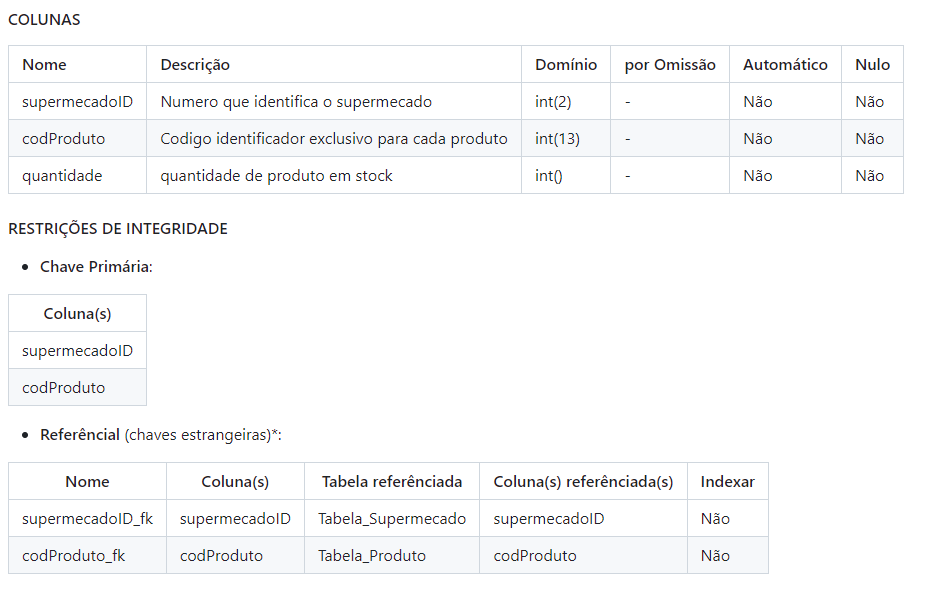 COLUNAS
Nome Descrição Domínio por Omissão Automático Nulo
supermecadoID Numero que identifica o supermecado int(2) - Não Não
codProduto Codigo identificador exclusivo para cada produto int(13) - Não Não
quantidade quantidade de produto em stock int() - Não Não
RESTRIÇÕES DE INTEGRIDADE
• Chave Primária:
Coluna(s)
supermecadoID
codProduto
• Referêncial (chaves estrangeiras)*:
Nome Coluna(s) Tabela referênciada Coluna(s) referênciada(s) Indexar
supermecadoID_fk supermecadoID Tabela_Supermecado supermecadoID Não
codProduto_fk codProduto Tabela_Produto codProduto Não